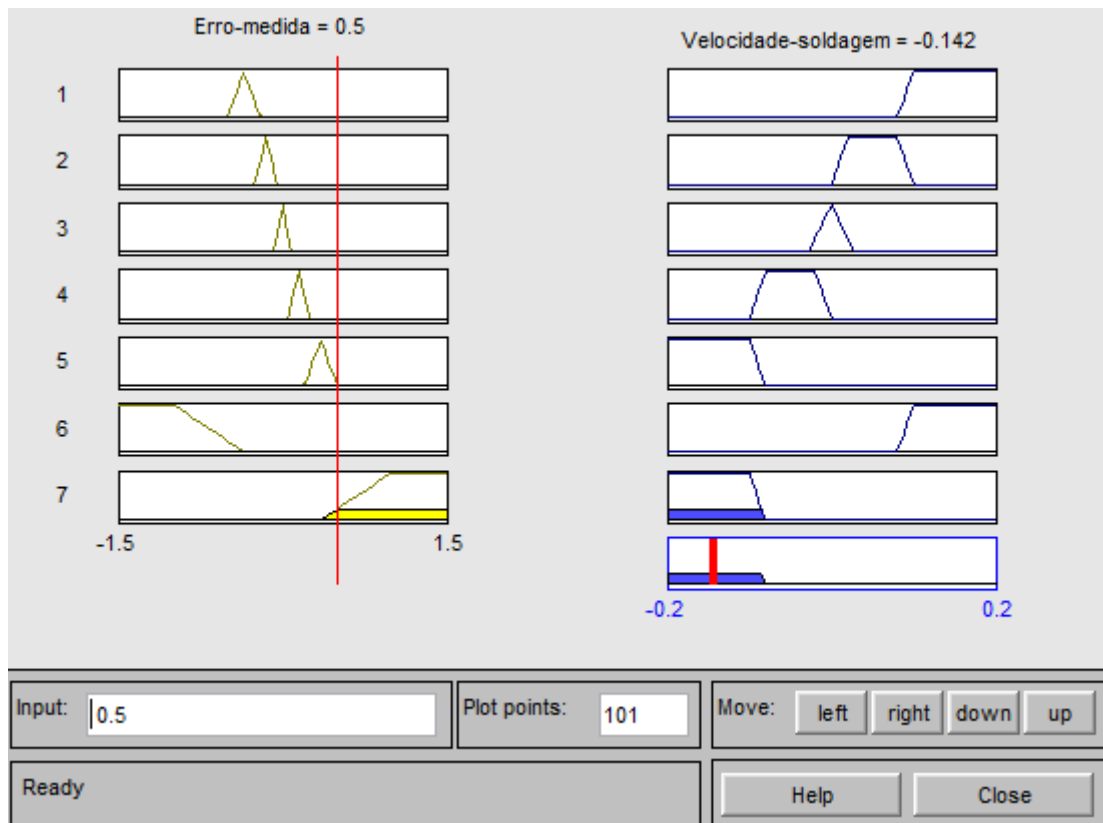 Erro-medida = 0.5
Velocidade-soldagem = -0.142
1
2
3
4
5
6
7
-1.5
1.5
-0.2
0.2
Input:
0.5
Plot points:
101
Move:
left
right
down
up
Ready
Help
Close